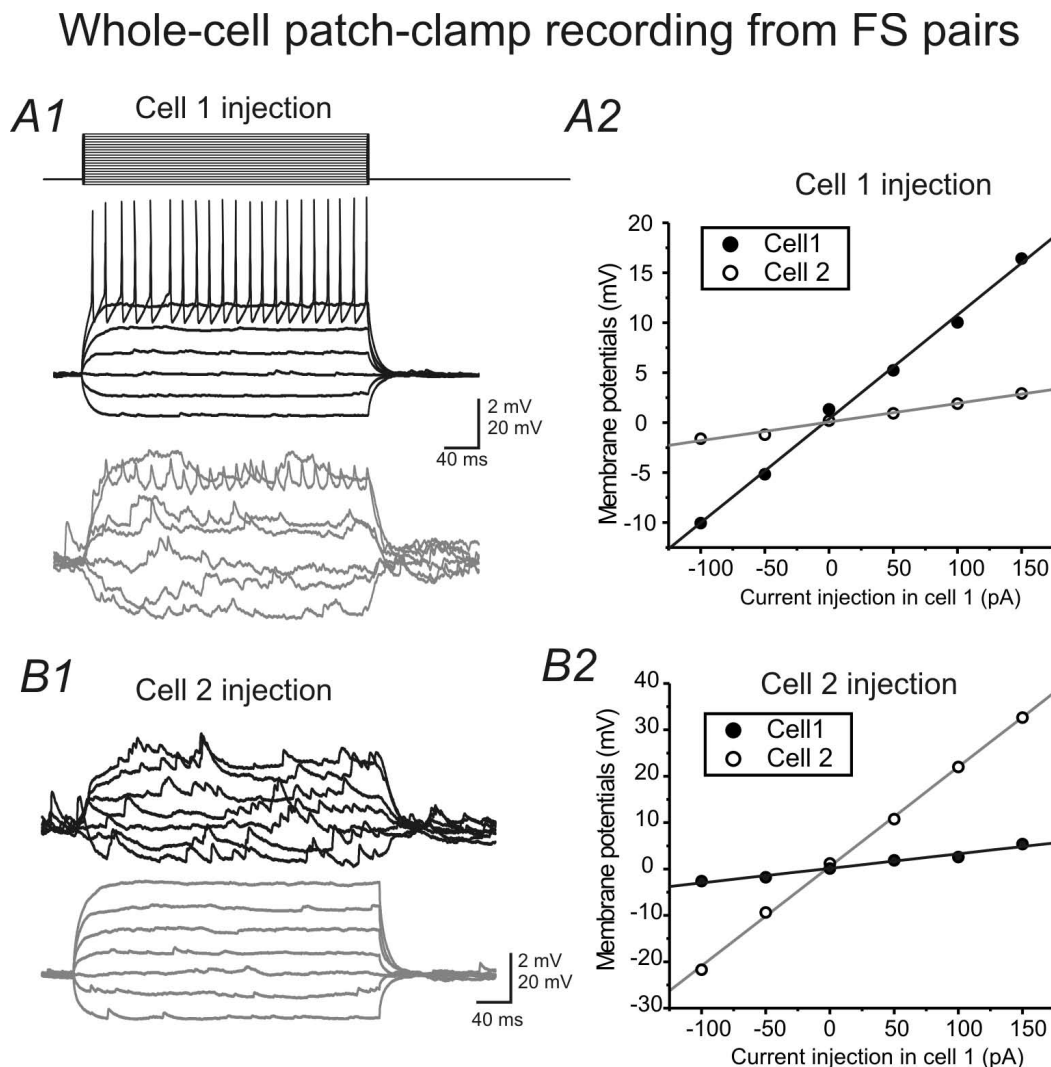 Whole-cell patch-clamp recording from FS pairs
A1
Cell 1 injection
2 mV
20 mV
40 ms
A2
Cell 1 injection
Cell1
Cell 2
Membrane potentials (mV)
20
15
10
5
0
-5
-10
-100 -50 0 50 100 150
Current injection in cell 1 (pA)
B1
Cell 2 injection
2 mV
20 mV
40 ms
B2
Cell 2 injection
Cell1
Cell 2
Membrane potentials (mV)
40
30
20
10
0
-10
-20
-30
-100 -50 0 50 100 150
Current injection in cell 1 (pA)